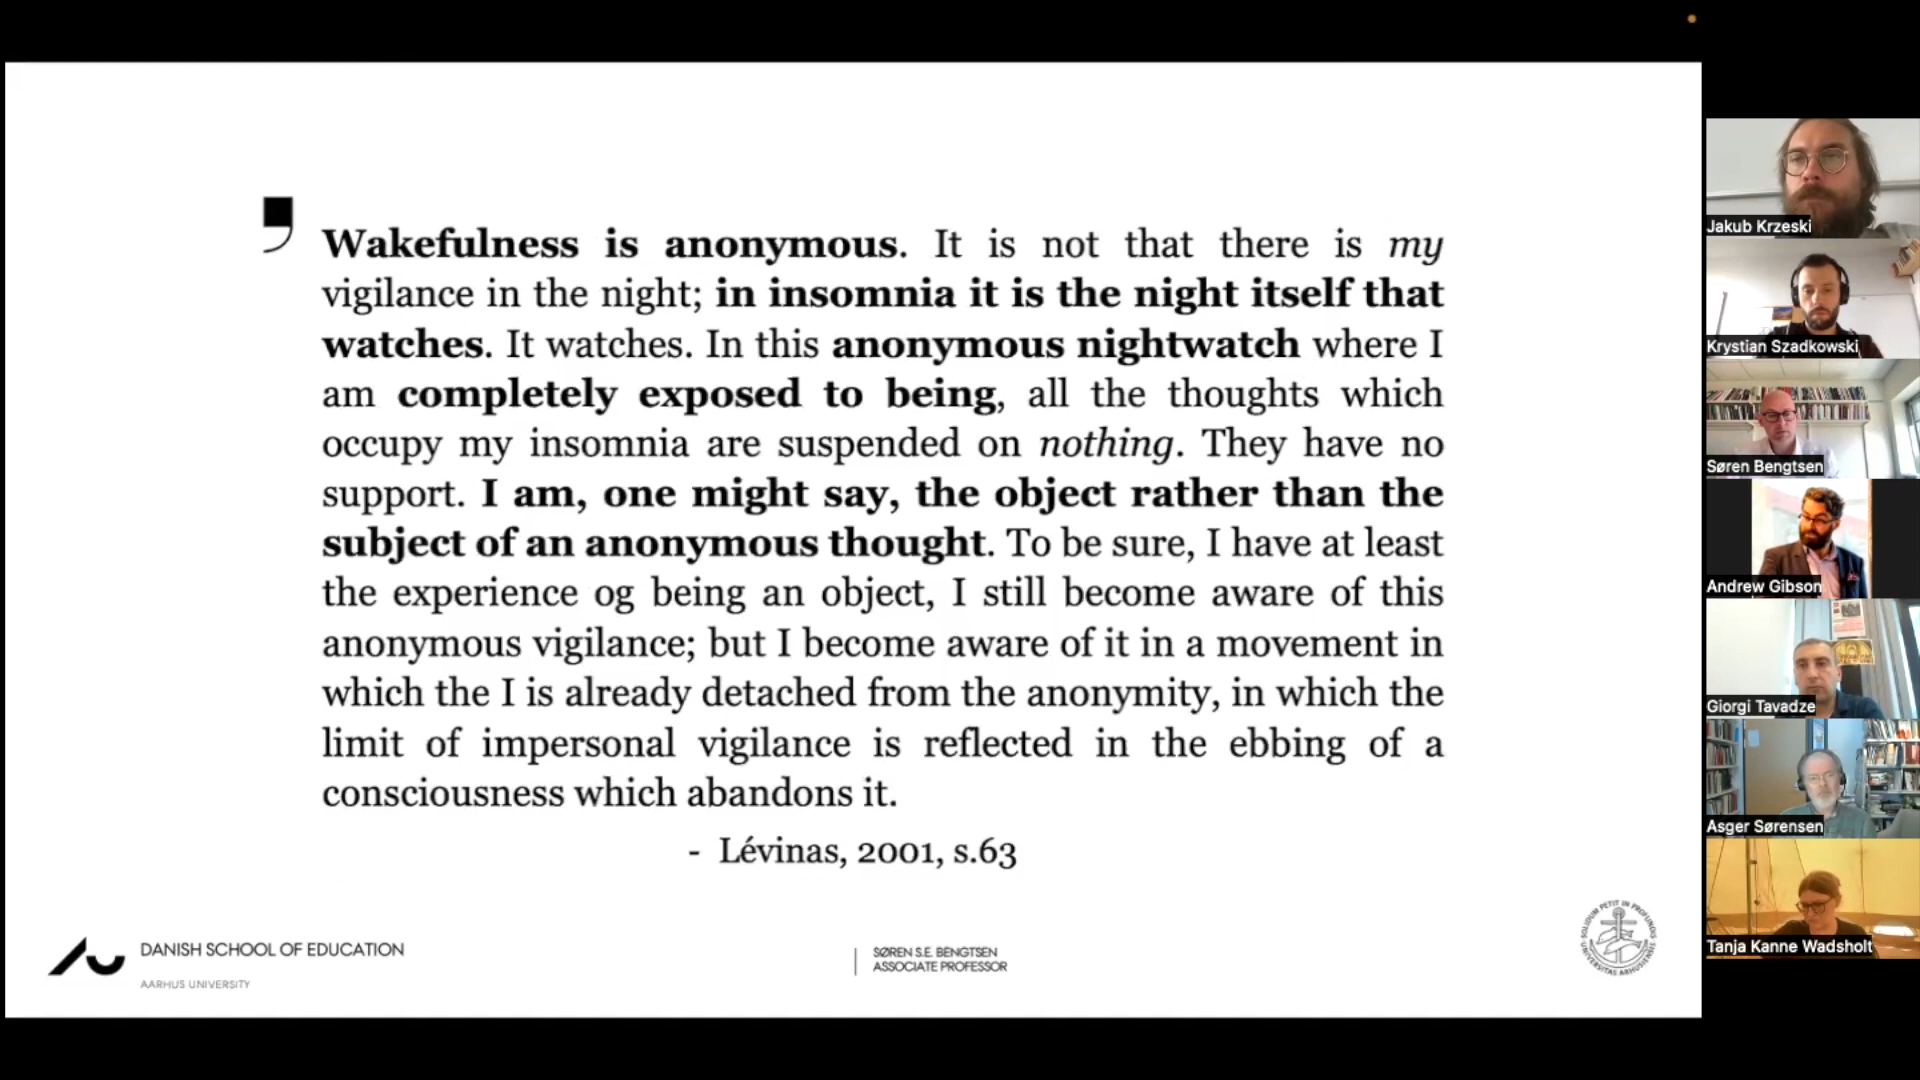 Wakefulness is anonymous. It is not that there is my
vigilance in the night; in insomnia it is the night itself that
watches. It watches. In this anonymous nightwatch where I
am completely exposed to being, all the thoughts which
occupy my insomnia are suspended on nothing. They have no
support. I am, one might say, the object rather than the
subject of an anonymous thought. To be sure, I have at least
the experience og being an object, I still become aware of this
anonymous vigilance; but I become aware of it in a movement in
which the I is already detached from the anonymity, in which the
limit of impersonal vigilance is reflected in the ebbing of a
consciousness which abandons it.
- Lévinas, 2001, s.63
DANISH SCHOOL OF EDUCATION
AARHUS UNIVERSITY
SØREN S.E. BENGTSEN
ASSOCIATE PROFESSOR
Jakub Krzeski
Krystian Szadkowski
Søren Bengtsen
Andrew Gibson
Giorgi Tavadze
Asger Sørensen
Tanja Kanne Wadsholt